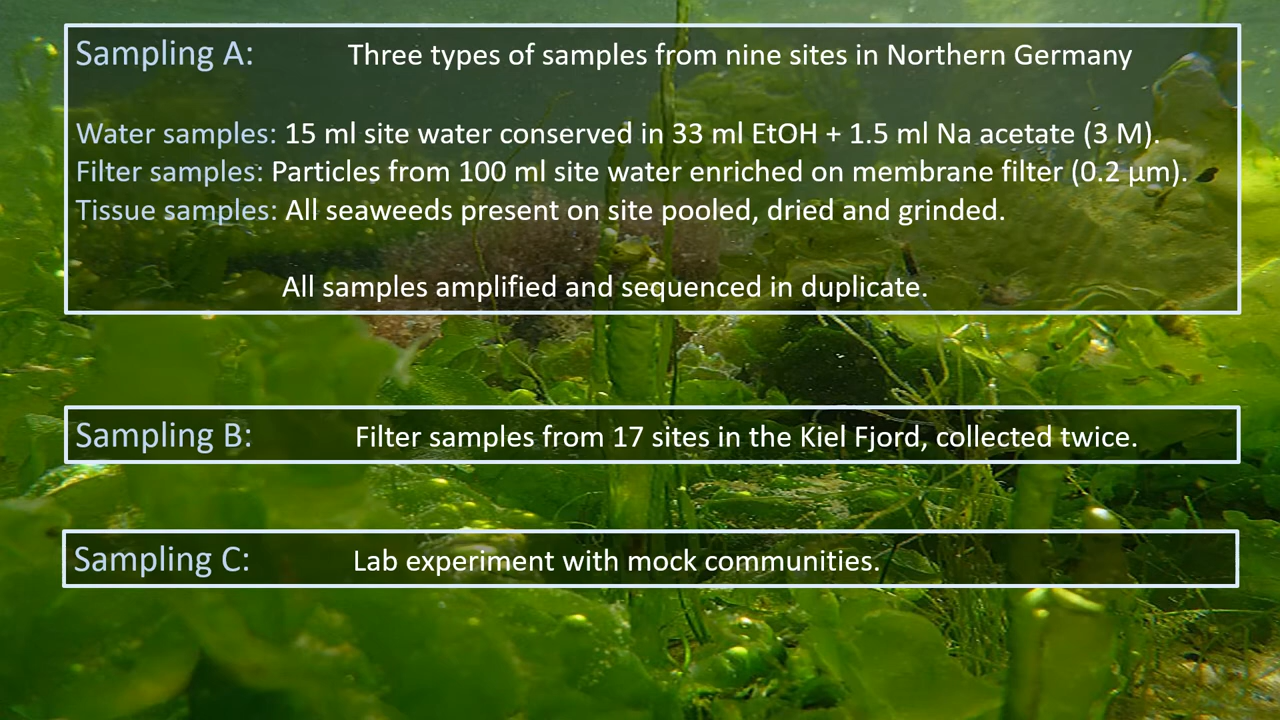 Sampling A: Three types of samples from nine sites in Northern Germany
Water samples: 15 ml site water conserved in 33 ml EtOH + 1.5 ml Na acetate (3 M).
Filter samples: Particles from 100 ml site water enriched on membrane filter (0.2 µm).
Tissue samples: All seaweeds present on site pooled, dried and grinded.
All samples amplified and sequenced in duplicate.
Sampling B: Filter samples from 17 sites in the Kiel Fjord, collected twice.
Sampling C: Lab experiment with mock communities.